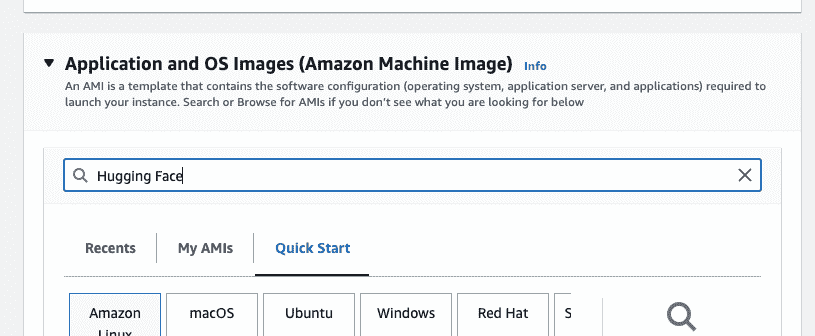 Application and OS Images (Amazon Machine Image) Info
An AMI is a template that contains the software configuration (operating system, application server, and applications) required to
launch your instance. Search or Browse for AMIs if you don't see what you are looking for below
Hugging Face
Recents My AMIs Quick Start
Amazon macOS Ubuntu Windows Red Hat S
Linux